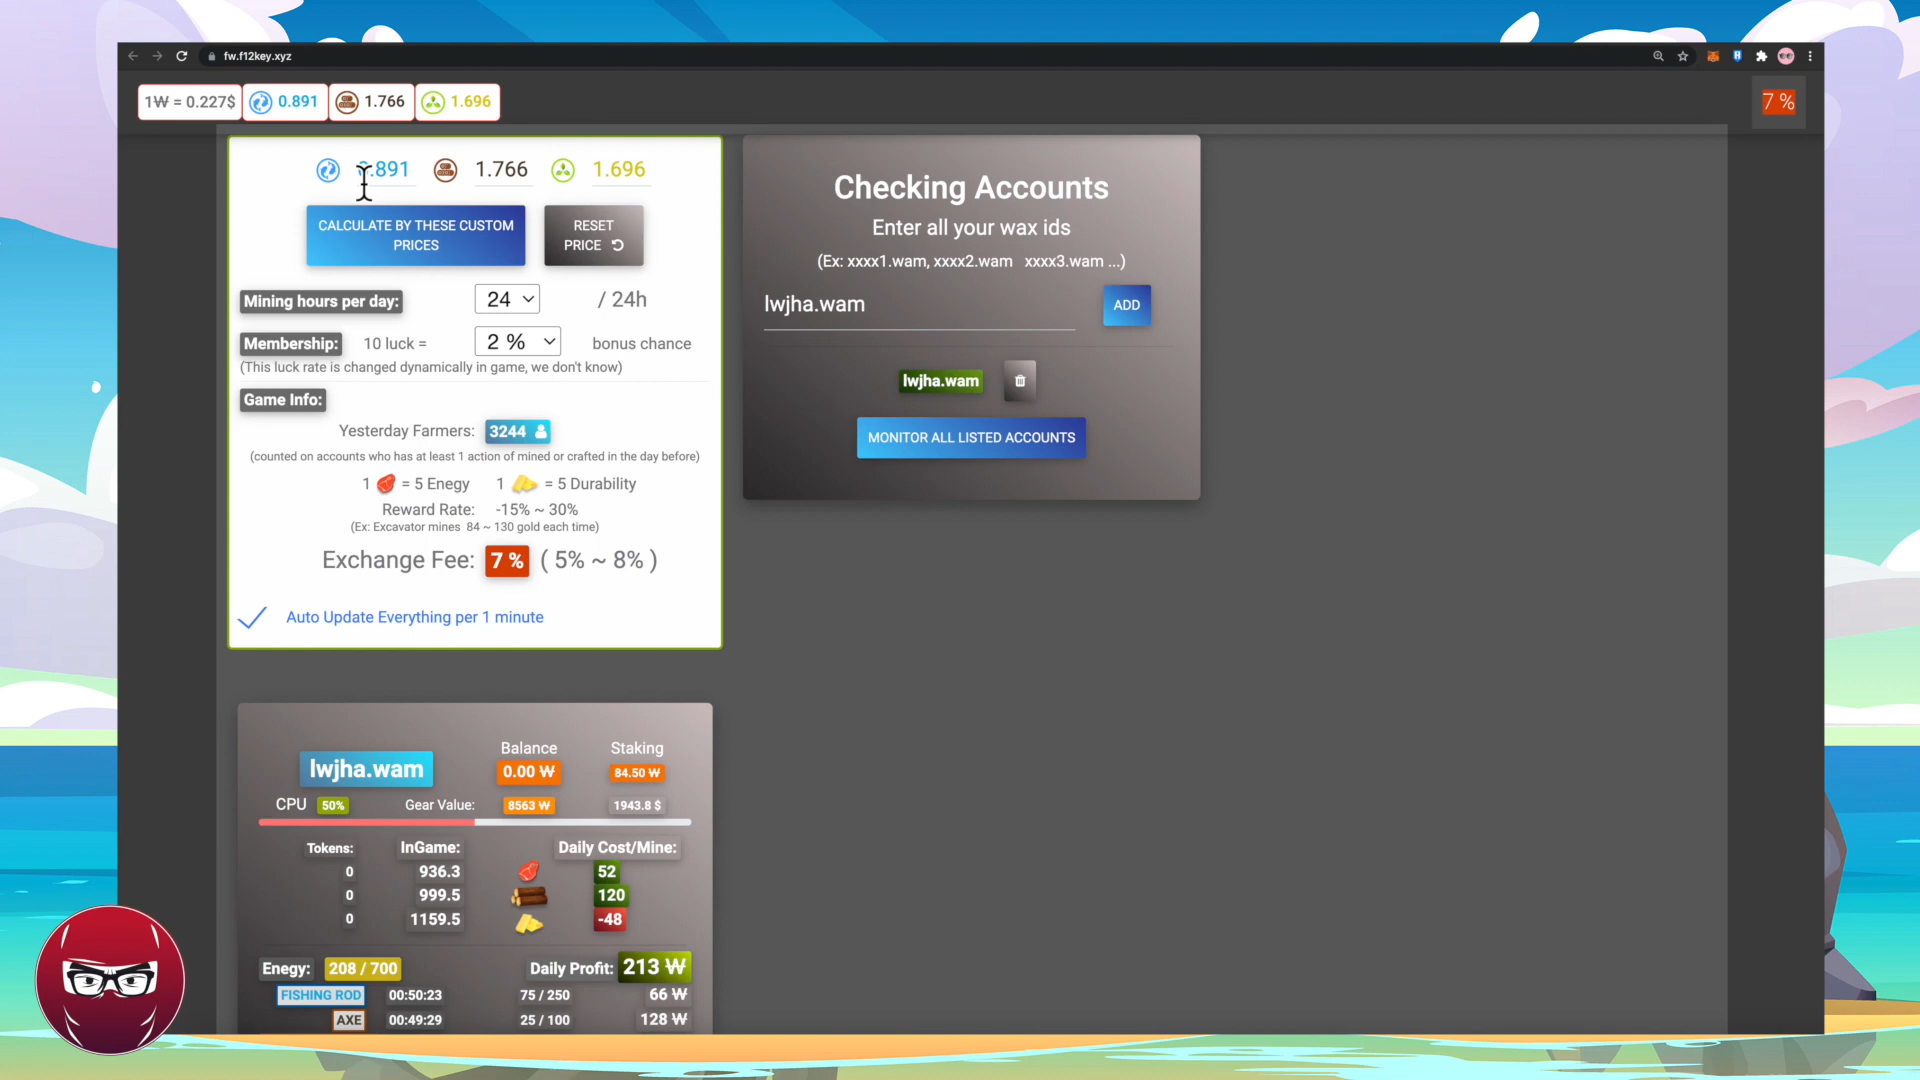 fw.f12key.xyz
1₩ = 0.227$ 0.891 1.766 1.696
7 %
.891 1.766 1.696
CALCULATE BY THESE CUSTOM
PRICES
RESET
PRICE
Mining hours per day: 24 / 24h
Membership: 10 luck = 2 % bonus chance
(This luck rate is changed dynamically in game, we don't know)
Game Info:
Yesterday Farmers: 3244
(counted on accounts who has at least 1 action of mined or crafted in the day before)
1 = 5 Enegy 1 = 5 Durability
Reward Rate: -15% ~ 30%
(Ex: Excavator mines 84 ~ 130 gold each time)
Exchange Fee: 7 % ( 5% ~ 8% )
Auto Update Everything per 1 minute
Checking Accounts
Enter all your wax ids
(Ex: xxxx1.wam, xxxx2.wam xxxx3.wam ...)
lwjha.wam ADD
lwjha.wam
MONITOR ALL LISTED ACCOUNTS
Balance Staking
lwjha.wam 0.00 ₩ 84.50 ₩
CPU 50% Gear Value: 8563 ₩ 1943.8 $
Tokens: InGame: Daily Cost/Mine:
0 936.3 52
0 999.5 120
0 1159.5 -48
Enegy: 208 / 700 Daily Profit: 213 ₩
FISHING ROD 00:50:23 75 / 250 66 ₩
AXE 00:49:29 25 / 100 128 ₩